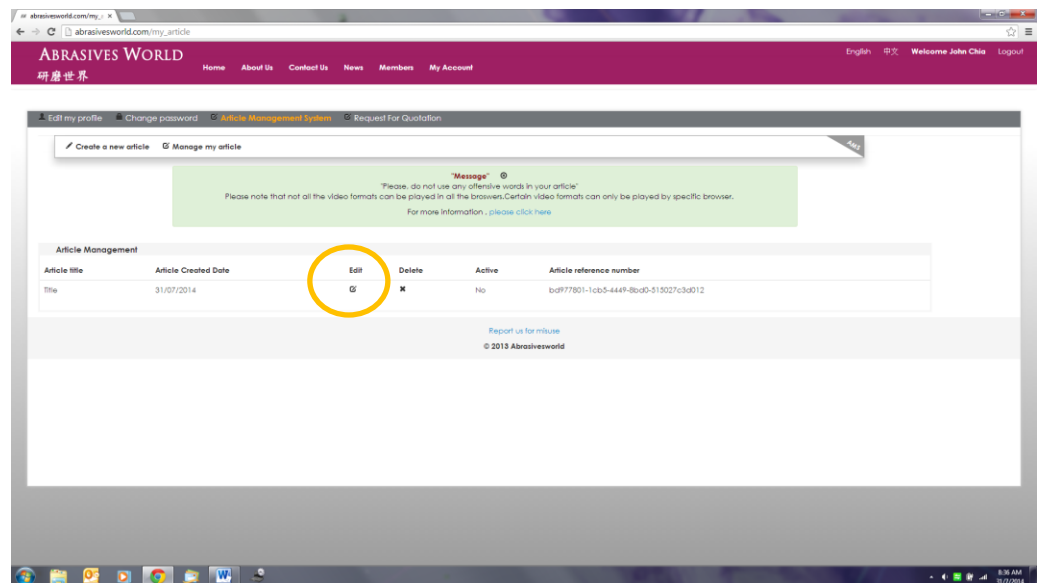 abrasivesworld.com/my_
abrasivesworld.com/my_article
ABRASIVES WORLD
研磨世界
Home About Us Contact Us News Members My Account
English 中文 Welcome John Chia Logout
Edit my profile Change password Article Management System Request For Quotation
Create a new article Manage my article
AMS
"Message"
"Please, do not use any offensive words in your article"
Please note that not all the video formats can be played in all the browers.Certain video formats can only be played by specific browser.
For more information , please click here
Article Management
Article title Article Created Date Edit Delete Active Article reference number
Title 31/07/2014 No bd977801-1cb5-4449-8bd0-515027c3d012
Report us for misuse
© 2013 Abrasivesworld
8:36 AM
31/7/2014